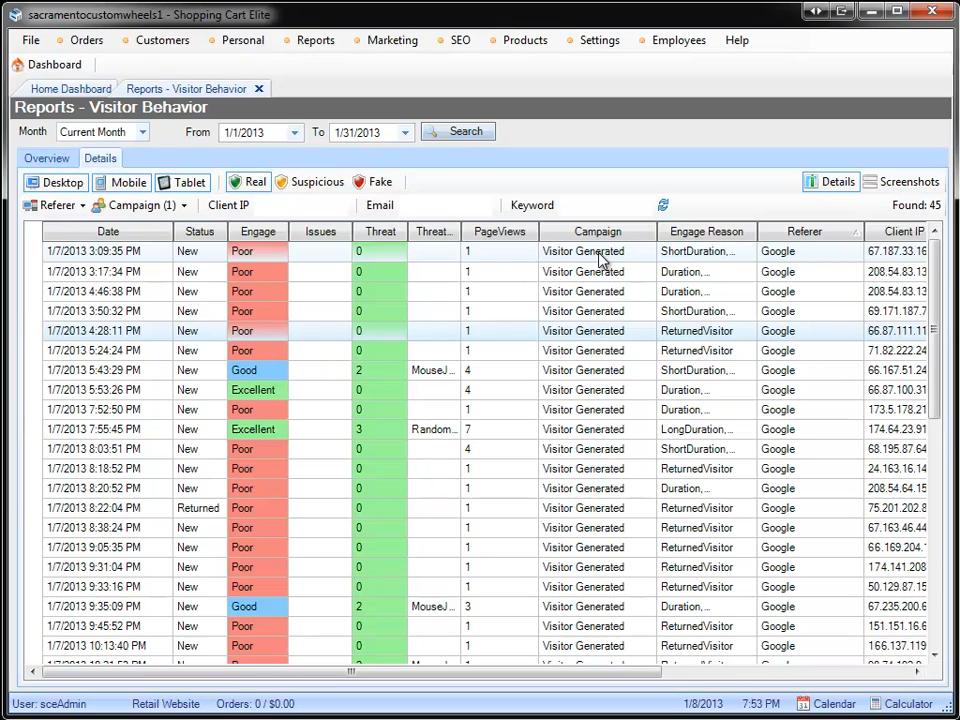 sacramentocustomwheels1 - Shopping Cart Elite
File Orders Customers Personal Reports Marketing SEO Products Settings Employees Help
Dashboard
Home Dashboard Reports - Visitor Behavior
Reports - Visitor Behavior
Month Current Month From 1/1/2013 To 1/31/2013 Search
Overview Details
Desktop Mobile Tablet Real Suspicious Fake Details Screenshots
Referer Campaign (1) Client IP Email Keyword Found: 45
Date Status Engage Issues Threat Threat... PageViews Campaign Engage Reason Referer Client IP
1/7/2013 3:09:35 PM New Poor 0 1 Visitor Generated ShortDuration,... Google 67.187.33.16
1/7/2013 3:17:34 PM New Poor 0 1 Visitor Generated Duration,... Google 208.54.83.13
1/7/2013 4:46:38 PM New Poor 0 1 Visitor Generated Duration,... Google 208.54.83.13
1/7/2013 3:50:32 PM New Poor 0 1 Visitor Generated ShortDuration,... Google 69.171.187.7
1/7/2013 4:28:11 PM New Poor 0 1 Visitor Generated ReturnedVisitor Google 66.87.111.11
1/7/2013 5:24:24 PM New Poor 0 1 Visitor Generated ReturnedVisitor Google 71.82.222.24
1/7/2013 5:43:29 PM New Good 2 MouseJ... 4 Visitor Generated ShortDuration,... Google 66.167.51.24
1/7/2013 5:53:26 PM New Excellent 0 4 Visitor Generated Duration,... Google 66.87.100.31
1/7/2013 7:52:50 PM New Poor 0 1 Visitor Generated Duration,... Google 173.5.178.21
1/7/2013 7:55:45 PM New Excellent 3 Random... 7 Visitor Generated LongDuration,... Google 174.64.23.91
1/7/2013 8:03:51 PM New Poor 0 4 Visitor Generated ShortDuration,... Google 68.195.87.64
1/7/2013 8:18:52 PM New Poor 0 1 Visitor Generated ReturnedVisitor Google 24.163.16.14
1/7/2013 8:20:52 PM New Poor 0 1 Visitor Generated Duration,... Google 208.54.64.15
1/7/2013 8:22:04 PM Returned Poor 0 1 Visitor Generated ReturnedVisitor Google 75.201.202.8
1/7/2013 8:38:24 PM New Poor 0 1 Visitor Generated ReturnedVisitor Google 67.163.46.44
1/7/2013 9:05:35 PM New Poor 0 1 Visitor Generated ReturnedVisitor Google 66.169.204.
1/7/2013 9:31:04 PM New Poor 0 1 Visitor Generated ReturnedVisitor Google 174.141.208
1/7/2013 9:33:16 PM New Poor 0 1 Visitor Generated ReturnedVisitor Google 50.129.87.15
1/7/2013 9:35:09 PM New Good 2 MouseJ... 3 Visitor Generated Duration,... Google 67.235.200.6
1/7/2013 9:45:52 PM New Poor 0 1 Visitor Generated ReturnedVisitor Google 151.151.16.6
1/7/2013 10:13:40 PM New Poor 0 1 Visitor Generated ReturnedVisitor Google 166.137.119
User: sceAdmin Retail Website Orders: 0 / $0.00 1/8/2013 7:53 PM Calendar Calculator